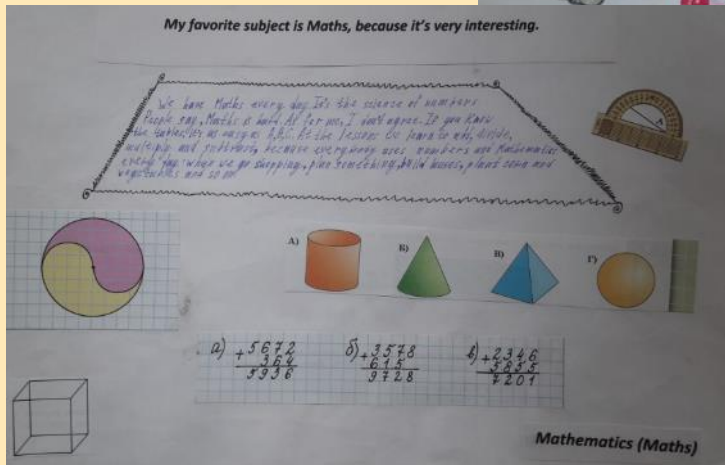 My favorite subject is Maths, because it's very interesting.
We have Maths every day. It's the science of numbers
People say, Maths is hard. As for me, I don't agree. If you know
the tables, it's as easy as A,B,C. At the lessons we learn to add, divide,
multiply and subtract, because everybody uses numbers and Mathematics
every day: when we go shopping, plan something, build houses, plant corn and
vegetables and so on.
А) Б) В) Г)
а) +5672 б) +3578 в) +2346
364 615 5855
5936 9728 7201
Mathematics (Maths)